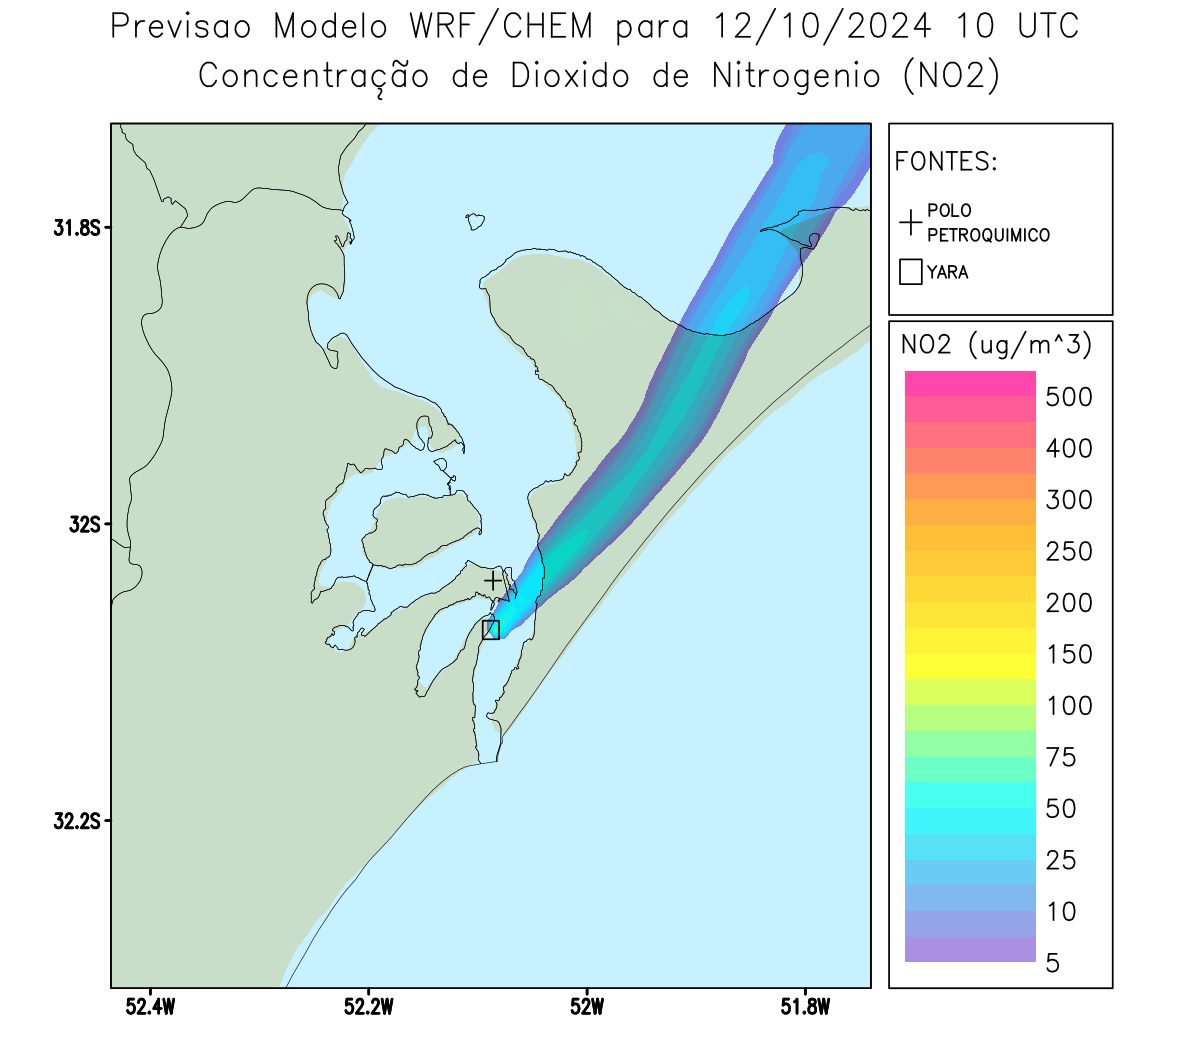 Previsao Modelo WRF/CHEM para 12/10/2024 10 UTC
Concentração de Dioxido de Nitrogenio (NO2)
FONTES:
POLO
PETROQUIMICO
YARA
NO2 (ug/m^3)
500
400
300
250
200
150
100
75
50
25
10
5
31.8S
32S
32.2S
52.4W
52.2W
52W
51.8W